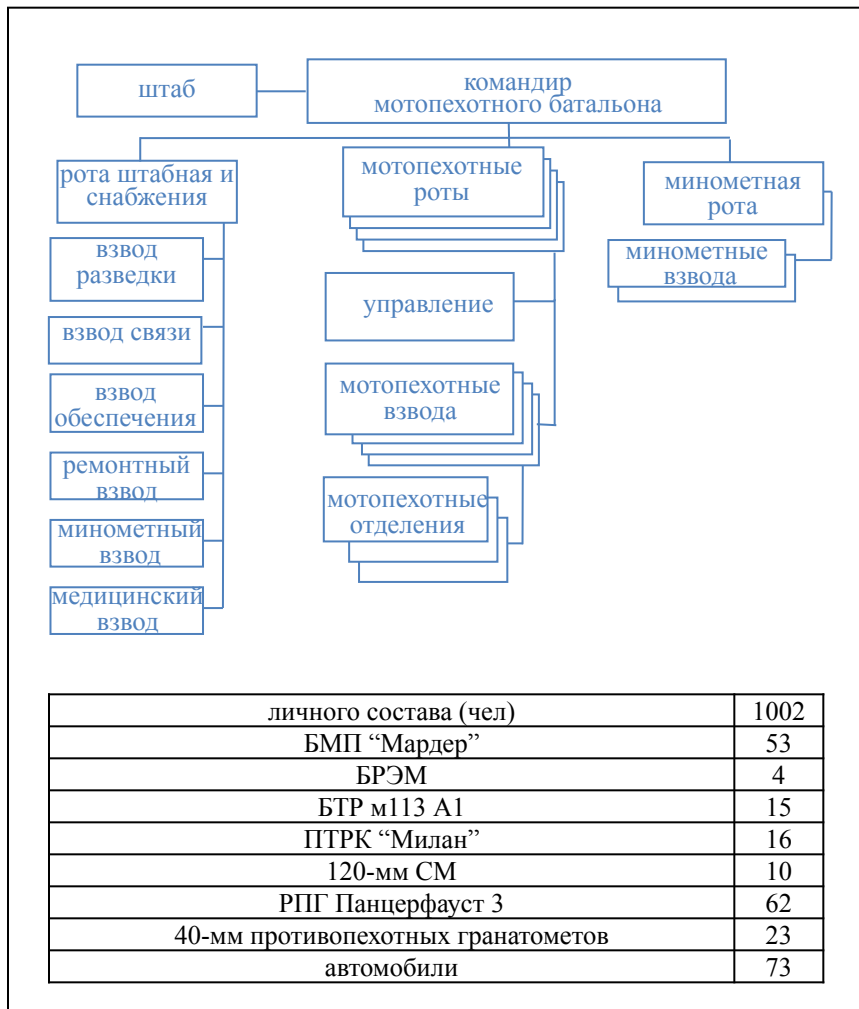 штаб
командир
мотопехотного батальона
рота штабная и
снабжения
мотопехотные
роты
минометная
рота
взвод
разведки
минометные
взвода
управление
взвод связи
взвод
обеспечения
мотопехотные
взвода
ремонтный
взвод
мотопехотные
отделения
минометный
взвод
медицинский
взвод
личного состава (чел) 1002
БМП “Мардер” 53
БРЭМ 4
БТР м113 А1 15
ПТРК “Милан” 16
120-мм СМ 10
РПГ Панцерфауст 3 62
40-мм противопехотных гранатометов 23
автомобили 73